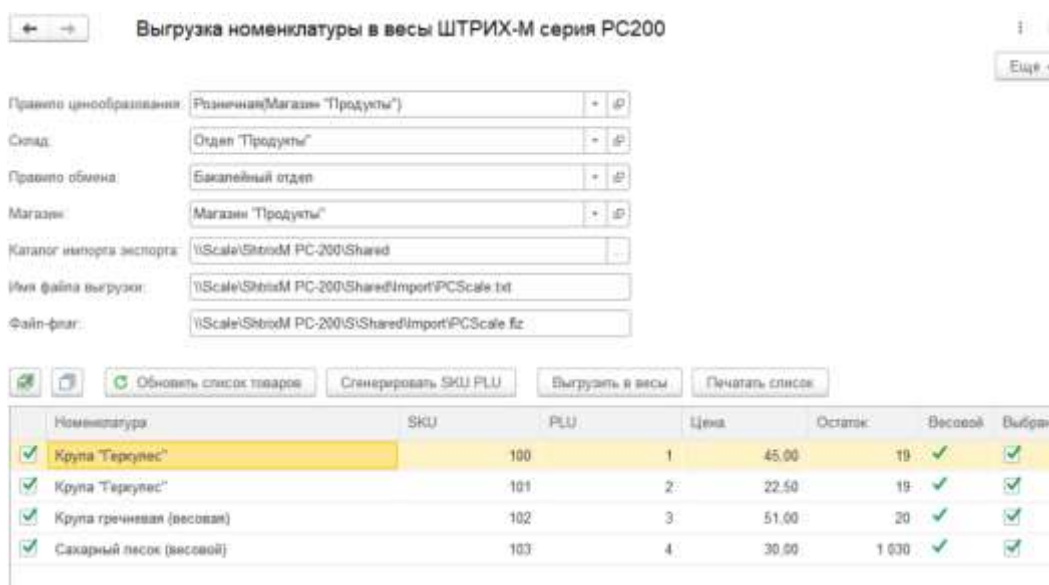 Выгрузка номенклатуры в весы ШТРИХ-М серия PC200
Еще
Правило ценообразования: Розничная(Магазин "Продукты")
Склад: Отдел "Продукты"
Правило обмена: Бакалейный отдел
Магазин: Магазин "Продукты"
Каталог импорта экспорта: \\Scale\ShtrixM PC-200\Shared
Имя файла выгрузки: \\Scale\ShtrixM PC-200\Shared\Import\PCScale.txt
Файл-флаг: \\Scale\ShtrixM PC-200\S\Shared\Import\PCScale.flz
Обновить список товаров Сгенерировать SKU PLU Выгрузить в весы Печатать список
Номенклатура SKU PLU Цена Остаток Весовой Выбран
Крупа "Геркулес" 100 1 45,00 19
Крупа "Геркулес" 101 2 22,50 19
Крупа гречневая (весовая) 102 3 51,00 20
Сахарный песок (весовой) 103 4 30,00 1 030